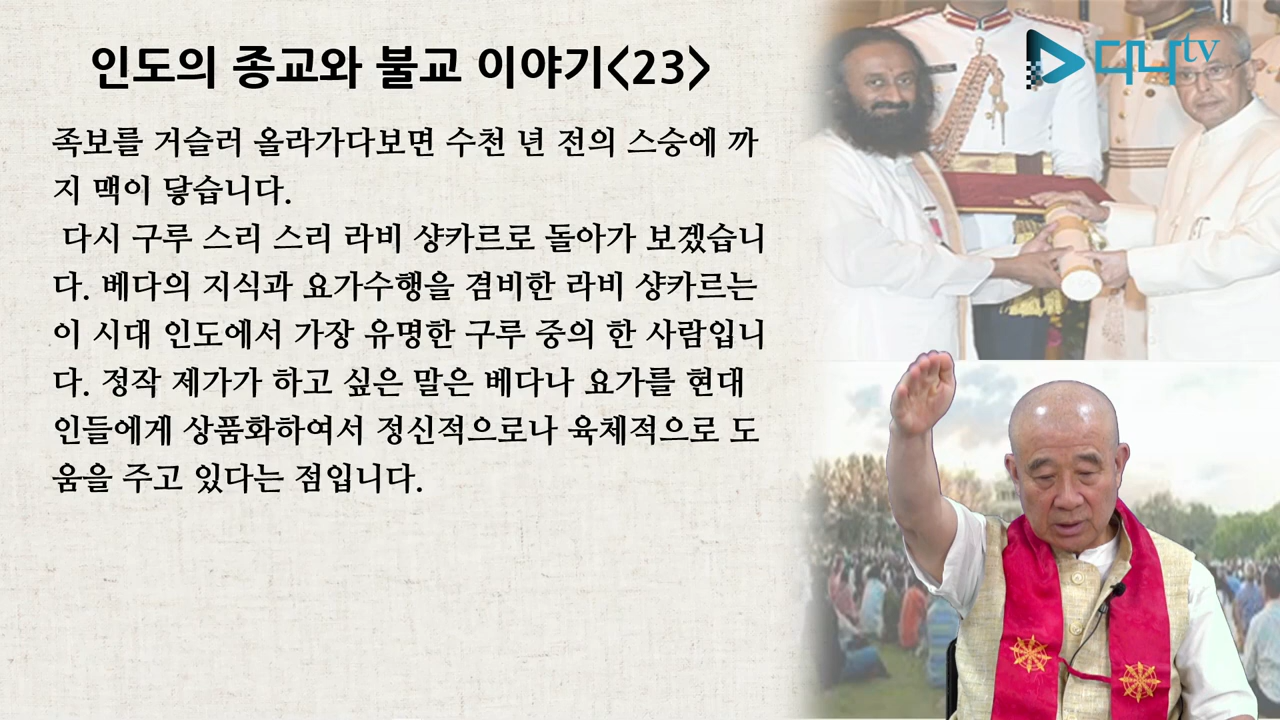 인도의 종교와 불교 이야기<23>
다나tv
족보를 거슬러 올라가다보면 수천 년 전의 스승에 까
지 맥이 닿습니다.
다시 구루 스리 스리 라비 샹카르로 돌아가 보겠습니
다. 베다의 지식과 요가수행을 겸비한 라비 샹카르는
이 시대 인도에서 가장 유명한 구루 중의 한 사람입니
다. 정작 제가가 하고 싶은 말은 베다나 요가를 현대
인들에게 상품화하여서 정신적으로나 육체적으로 도
움을 주고 있다는 점입니다.